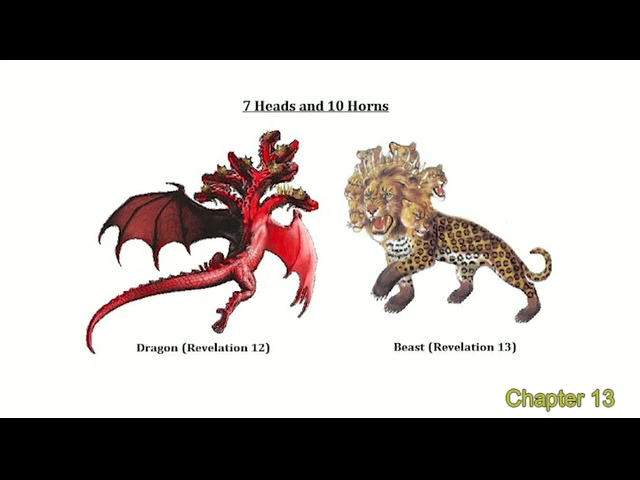 7 Heads and 10 Horns
Dragon (Revelation 12)
Beast (Revelation 13)
Chapter 13